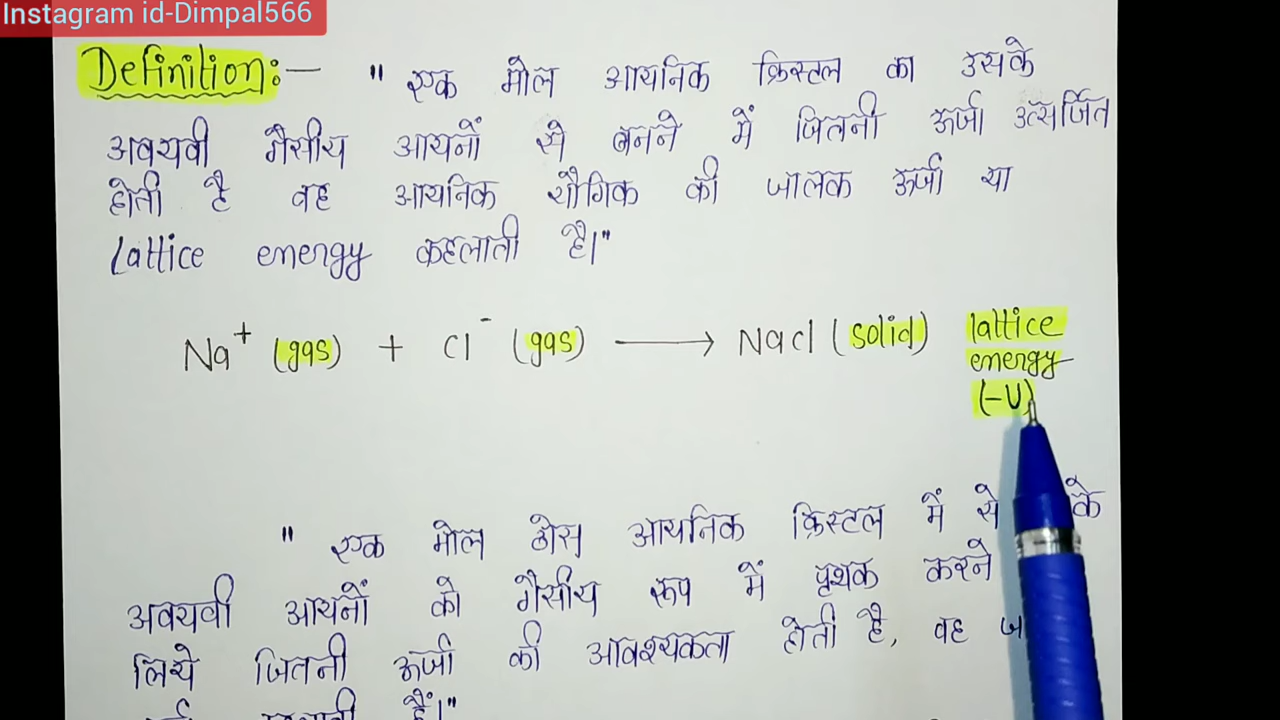 Instagram id-Dimpal566
Definition:— " एक मोल आयनिक क्रिस्टल का उसके
अवयवी गैसीय आयनों से बनने में जितनी ऊर्जा उत्सर्जित
होती है वह आयनिक यौगिक की जालक ऊर्जा या
lattice energy कहलाती है।"
Na⁺ (gas) + Cl⁻ (gas) ⟶ Nacl (solid) lattice
energy
(-U)
" एक मोल ठोस आयनिक क्रिस्टल में से के
अवयवी आयनों को गैसीय रूप में पृथक करने
लिये जितनी ऊर्जा की आवश्यकता होती है, वह
हैं।"